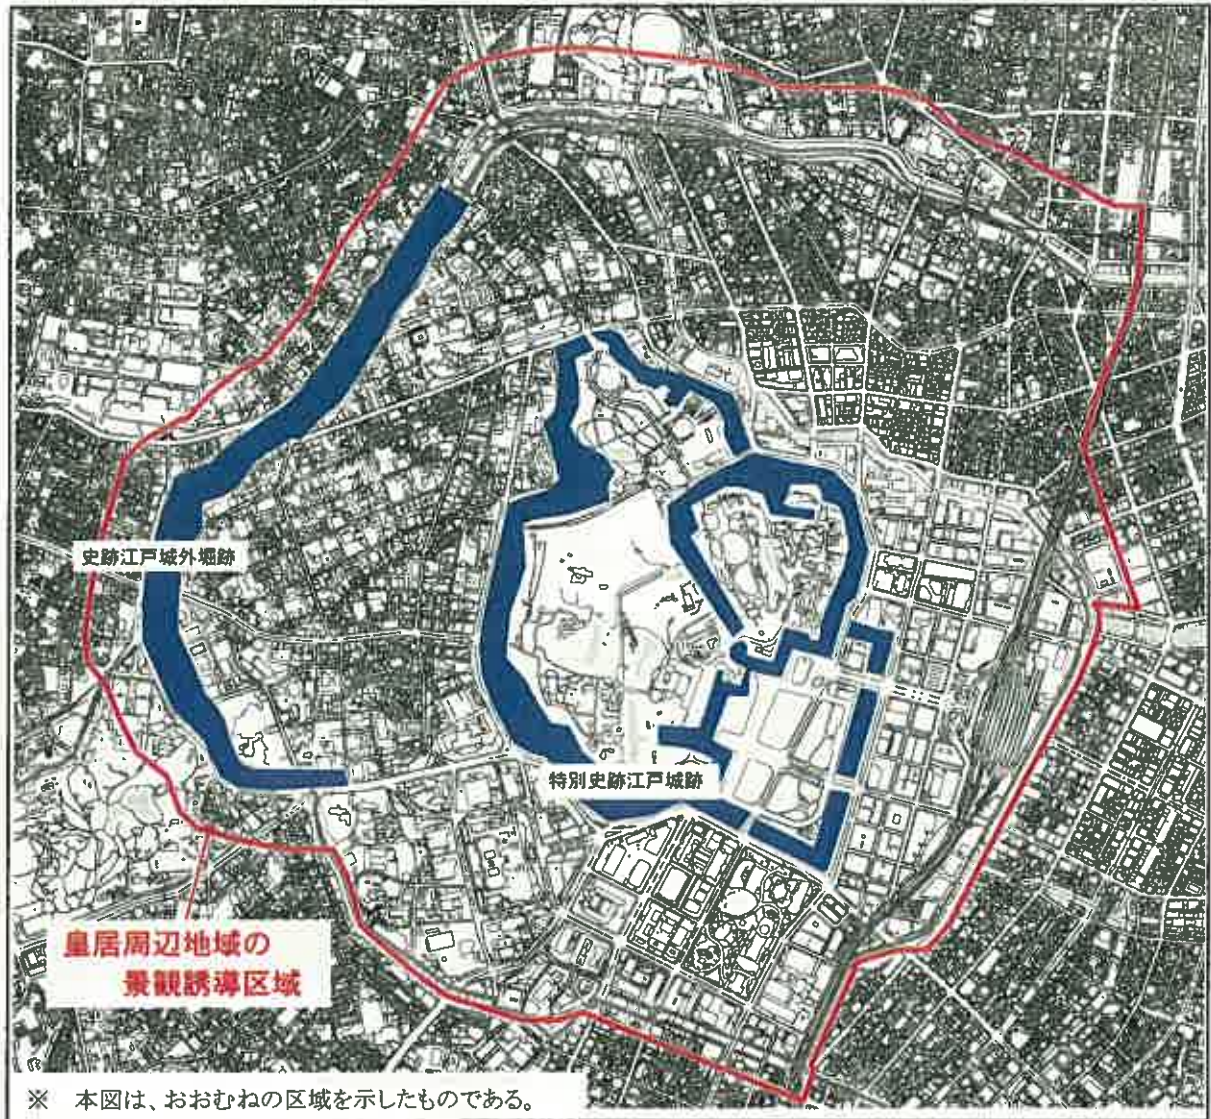 史跡江戸城外堀跡
特別史跡江戸城跡
皇居周辺地域の
景観誘導区域
※ 本図は、おおむねの区域を示したものである。